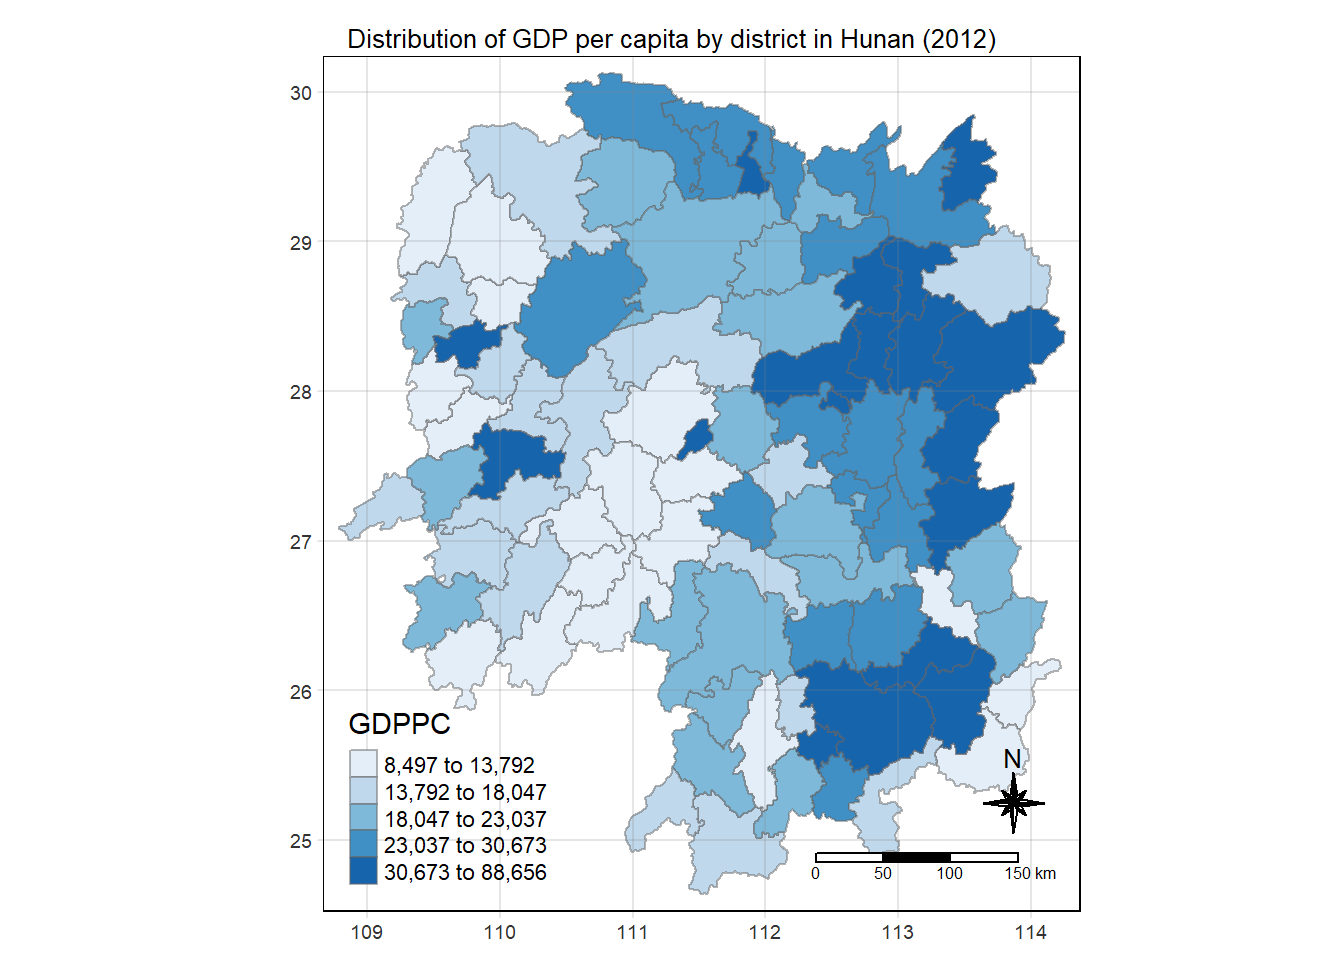 Distribution of GDP per capita by district in Hunan (2012)
30
29
28
27
26
25
GDPPC
8,497 to 13,792
13,792 to 18,047
18,047 to 23,037
23,037 to 30,673
30,673 to 88,656
N
0 50 100 150 km
109 110 111 112 113 114